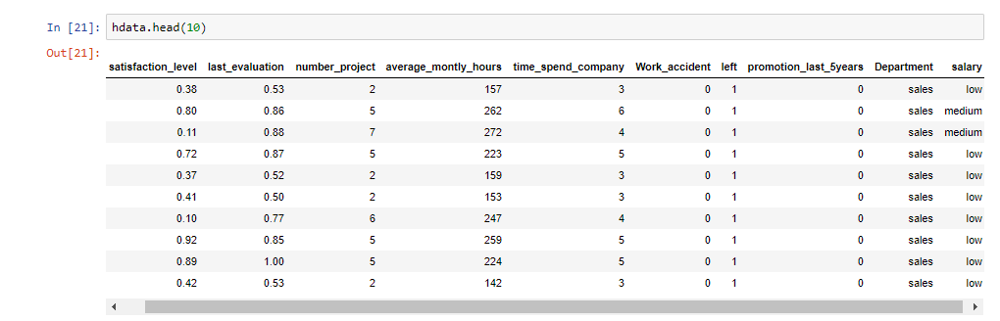 In [21]: hdata.head(10)
Out[21]:
satisfaction_level last_evaluation number_project average_montly_hours time_spend_company Work_accident left promotion_last_5years Department salary
0.38 0.53 2 157 3 0 1 0 sales low
0.80 0.86 5 262 6 0 1 0 sales medium
0.11 0.88 7 272 4 0 1 0 sales medium
0.72 0.87 5 223 5 0 1 0 sales low
0.37 0.52 2 159 3 0 1 0 sales low
0.41 0.50 2 153 3 0 1 0 sales low
0.10 0.77 6 247 4 0 1 0 sales low
0.92 0.85 5 259 5 0 1 0 sales low
0.89 1.00 5 224 5 0 1 0 sales low
0.42 0.53 2 142 3 0 1 0 sales low